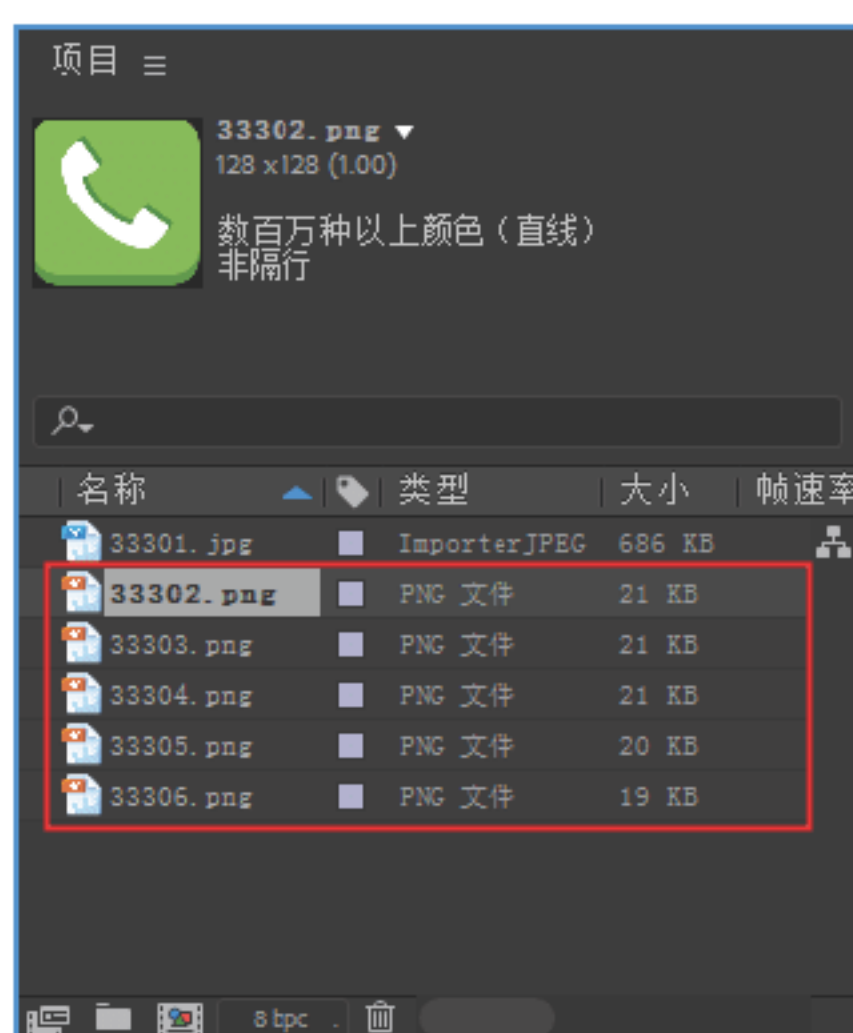 项目
33302.png
128 x128 (1.00)
数百万种以上颜色（直线）
非隔行
名称 类型 大小 帧速率
33301.jpg ImporterJPEG 686 KB
33302.png PNG 文件 21 KB
33303.png PNG 文件 21 KB
33304.png PNG 文件 21 KB
33305.png PNG 文件 20 KB
33306.png PNG 文件 19 KB
8 bpc